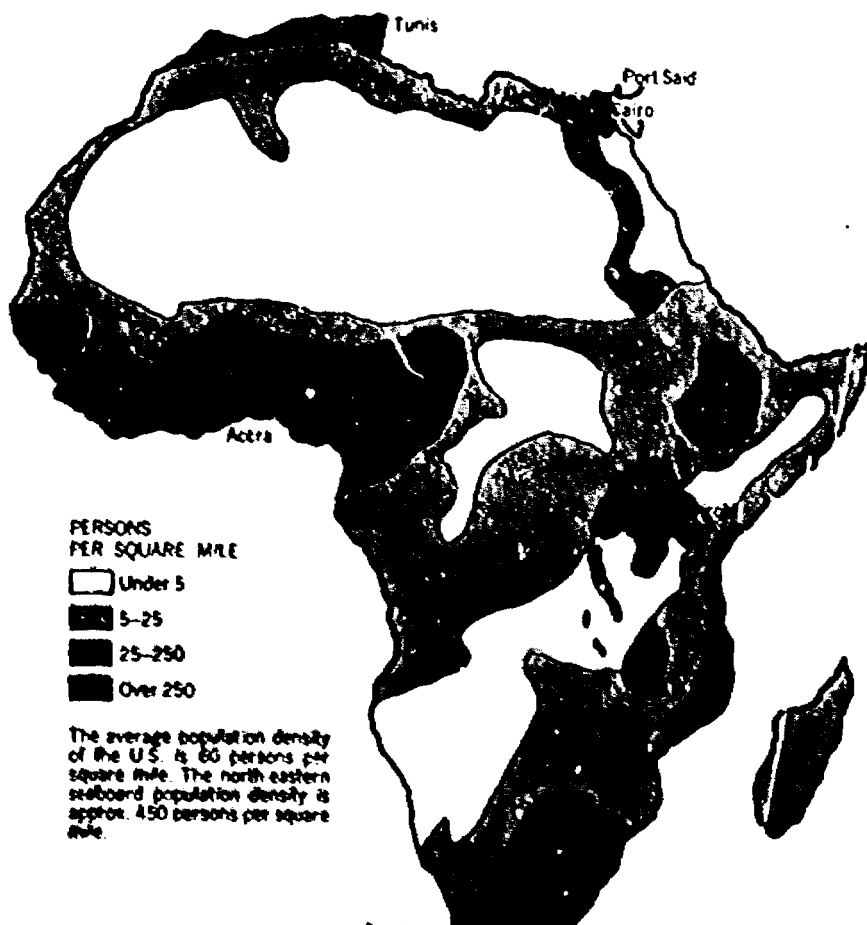 Tunis
Port Said
Cairo
Accra
PERSONS
PER SQUARE MILE
Under 5
5-25
25-250
Over 250
The average population density
of the U.S. is 60 persons per
square mile. The north eastern
seaboard population density is
approx. 450 persons per square
mile.